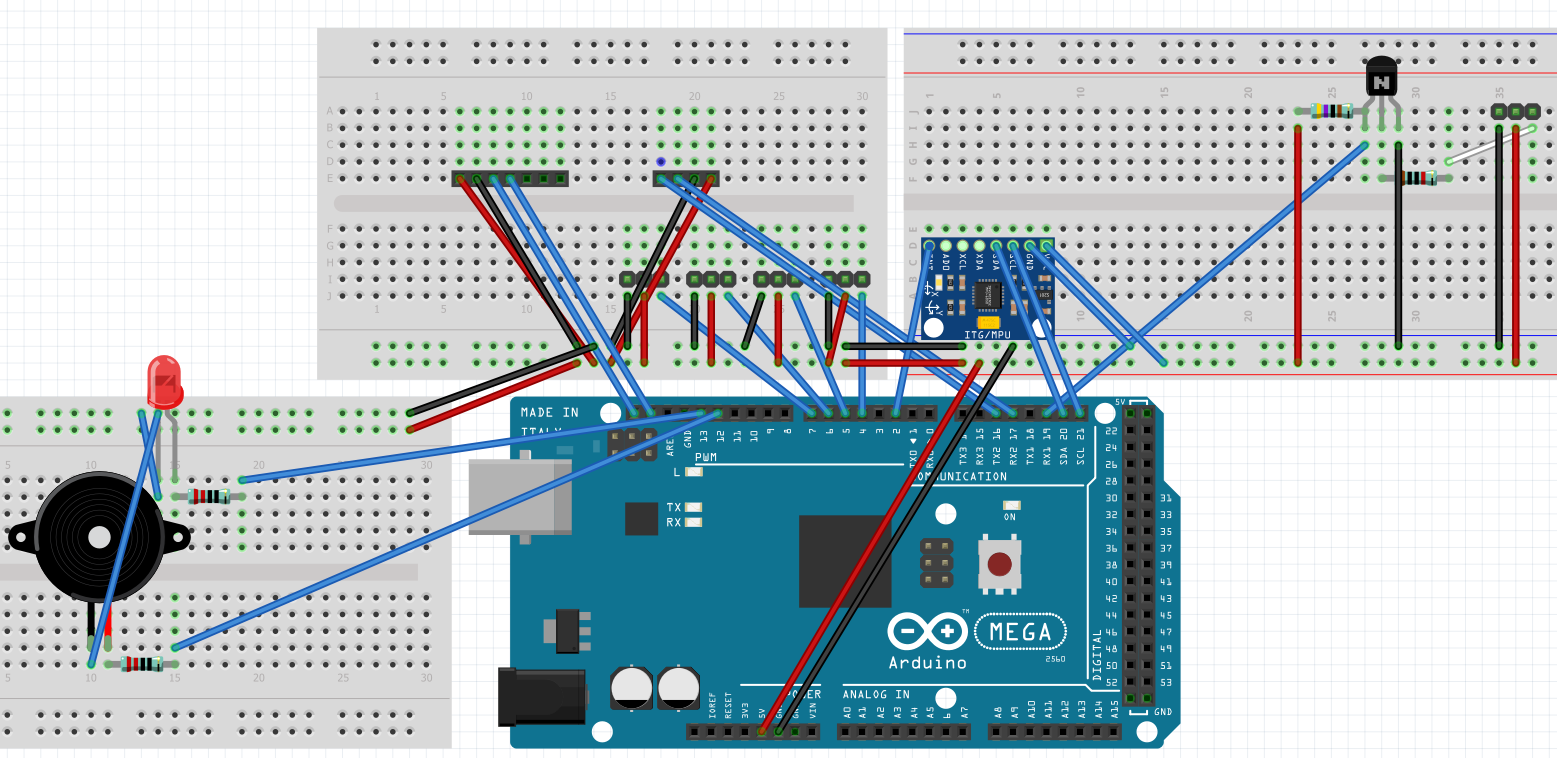 1 5 10 15 20 25 30
A
B
C
D
E
F
G
H
I
J
1 5 15 25 30
1 5 10 15 20 25 30 35
J
I
H
G
F
E
D
C
B
10 15 20 25 30
N
ADO XCL XDA SDA SCL GND
ITG/MPU
5 10 20 30
5 10 15 20 25 30
MADE IN
ITALY
AREF GND 13 12 11 10 9 8 7 6 5 4 3 2 1 0
TX3 14 RX3 15 TX2 16 RX2 17 TX1 18 RX1 19 SDA 20 SCL 21
PWM
COMMUNICATION
L
TX
RX
ON
5V
22
24
26
28
30 31
32 33
34 35
36 37
38 39
40 41
42 43
44 45
46 47
48 49
50 51
52 53
GND
DIGITAL
MEGA
2560
TM
Arduino
POWER
ANALOG IN
IOREF RESET 3V3 5V GND GND VIN
A0 A1 A2 A3 A4 A5 6 A7
A8 A9 A10 A11 A12 A13 A14 A15